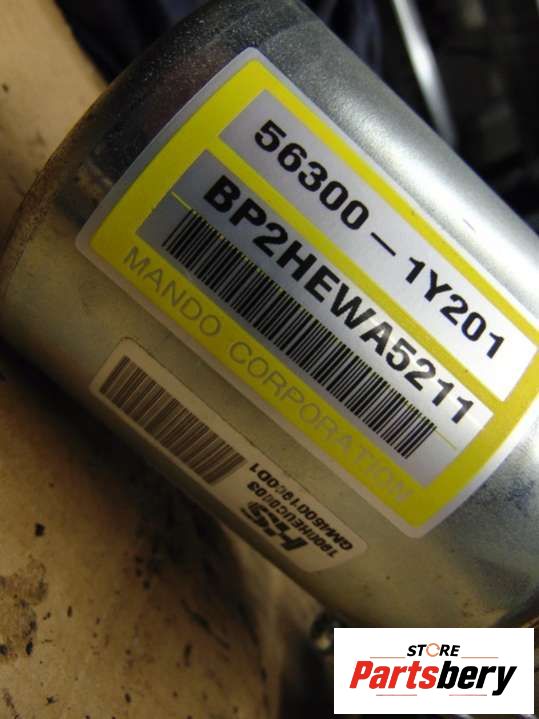 56300-1Y201
BP2HEWA5211
MANDO CORPORATION
STORE
Partsbery